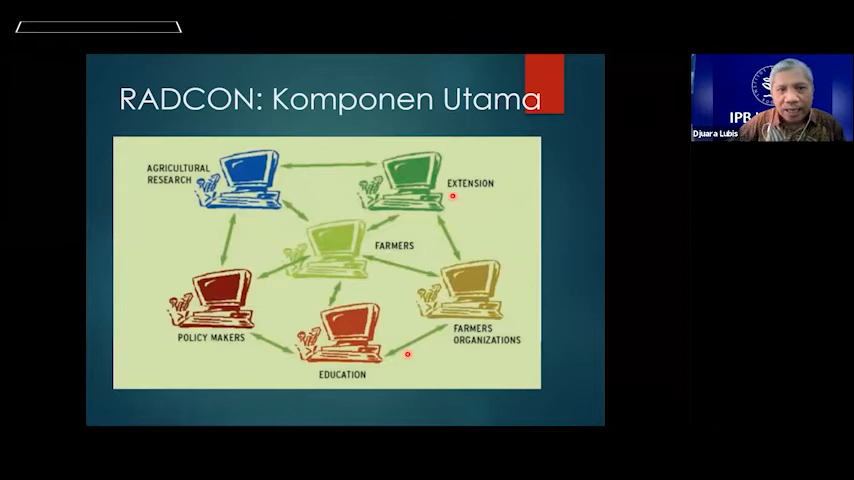 RADCON: Komponen Utama
AGRICULTURAL
RESEARCH
EXTENSION
FARMERS
POLICY MAKERS
FARMERS
ORGANIZATIONS
EDUCATION
IPB
Djuara Lubis